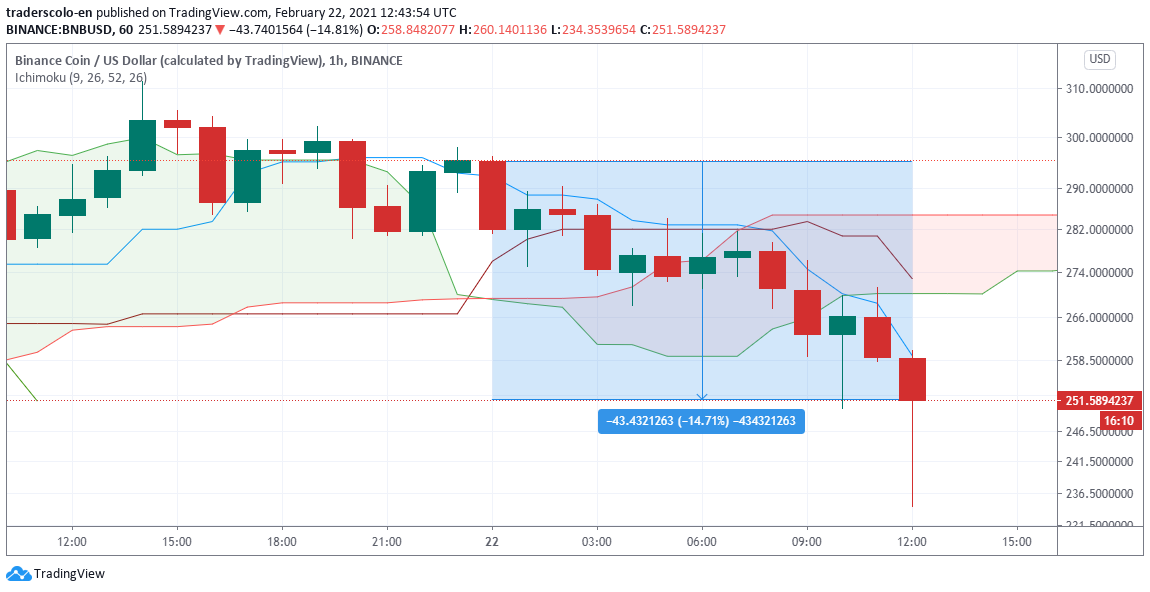 traderscolo-en published on TradingView.com, February 22, 2021 12:43:54 UTC
BINANCE:BNBUSD, 60 251.5894237 ▼ −43.7401564 (−14.81%) O:258.8482077 H:260.1401136 L:234.3539654 C:251.5894237
Binance Coin / US Dollar (calculated by TradingView), 1h, BINANCE
Ichimoku (9, 26, 52, 26)
USD
310.0000000
300.0000000
290.0000000
282.0000000
274.0000000
266.0000000
258.5000000
251.5894237
16:10
246.5000000
241.5000000
236.5000000
221.5000000
−43.4321263 (−14.71%) −434321263
12:00 15:00 18:00 21:00 22 03:00 06:00 09:00 12:00 15:00
TradingView